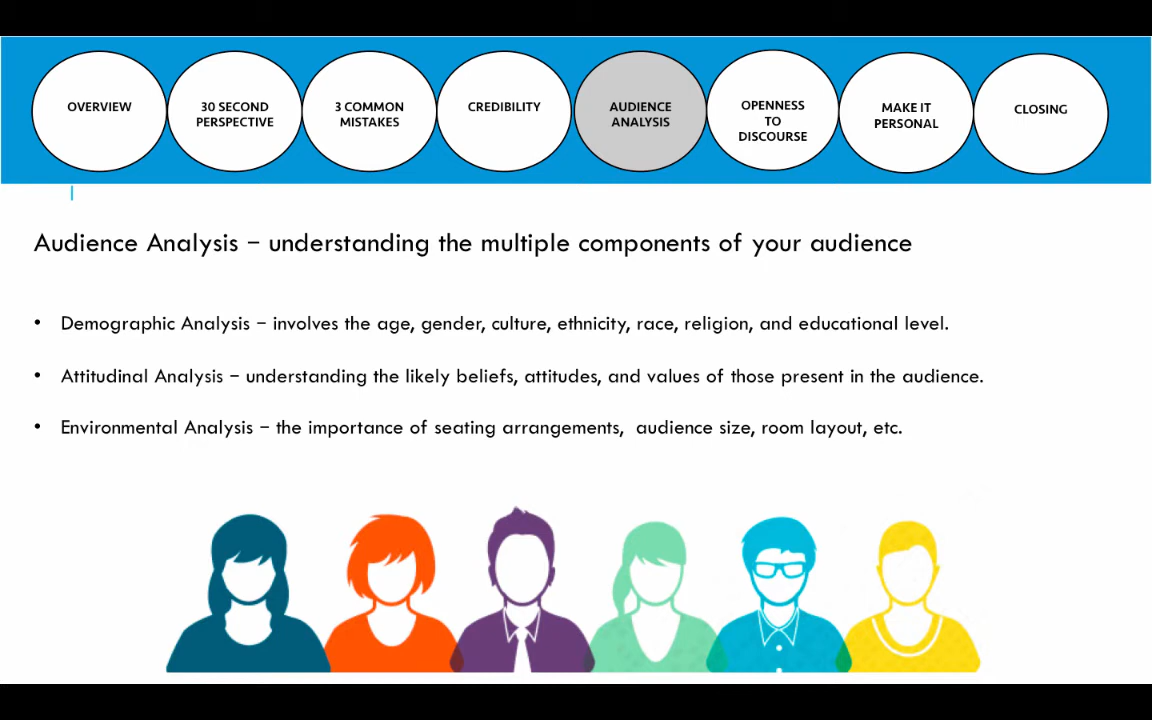 OVERVIEW
30 SECOND
PERSPECTIVE
3 COMMON
MISTAKES
CREDIBILITY
AUDIENCE
ANALYSIS
OPENNESS
TO
DISCOURSE
MAKE IT
PERSONAL
CLOSING
Audience Analysis – understanding the multiple components of your audience
• Demographic Analysis – involves the age, gender, culture, ethnicity, race, religion, and educational level.
• Attitudinal Analysis – understanding the likely beliefs, attitudes, and values of those present in the audience.
• Environmental Analysis – the importance of seating arrangements,  audience size, room layout, etc.